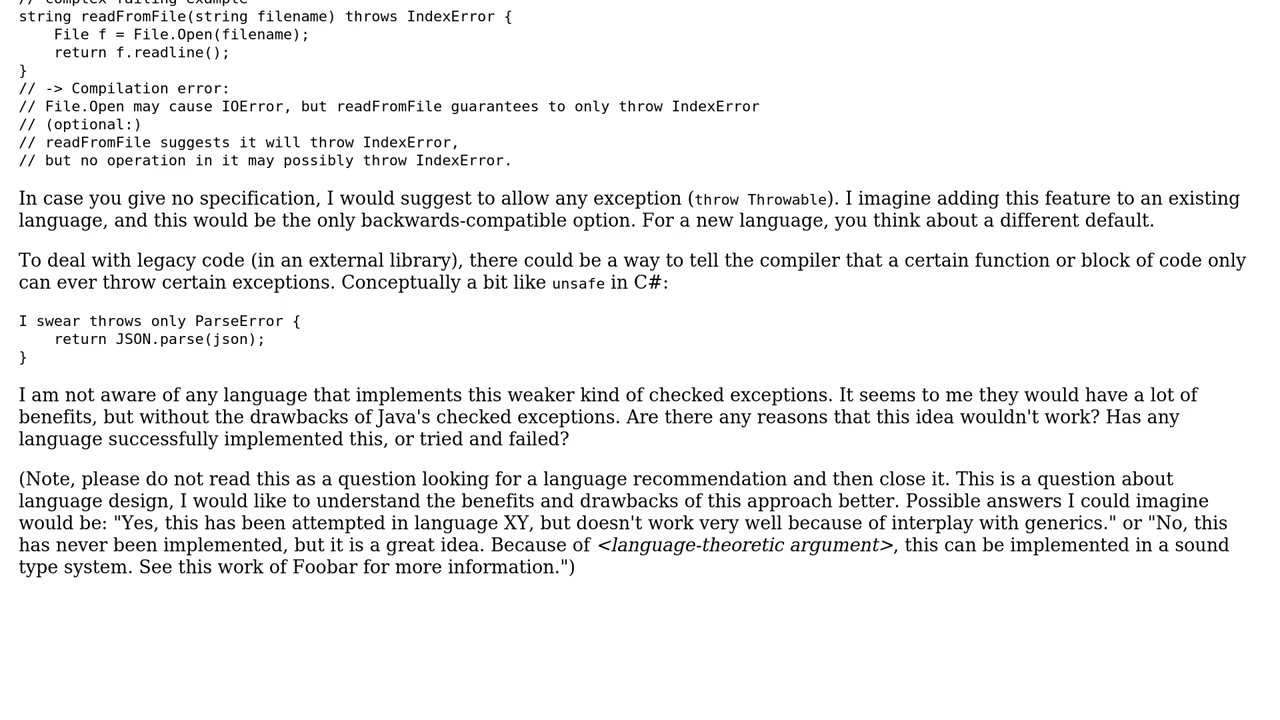 // Complex failing example
string readFromFile(string filename) throws IndexError {
    File f = File.Open(filename);
    return f.readline();
}
// -> Compilation error:
// File.Open may cause IOError, but readFromFile guarantees to only throw IndexError
// (optional:)
// readFromFile suggests it will throw IndexError,
// but no operation in it may possibly throw IndexError.
In case you give no specification, I would suggest to allow any exception (throw Throwable). I imagine adding this feature to an existing
language, and this would be the only backwards-compatible option. For a new language, you think about a different default.
To deal with legacy code (in an external library), there could be a way to tell the compiler that a certain function or block of code only
can ever throw certain exceptions. Conceptually a bit like unsafe in C#:
I swear throws only ParseError {
    return JSON.parse(json);
}
I am not aware of any language that implements this weaker kind of checked exceptions. It seems to me they would have a lot of
benefits, but without the drawbacks of Java's checked exceptions. Are there any reasons that this idea wouldn't work? Has any
language successfully implemented this, or tried and failed?
(Note, please do not read this as a question looking for a language recommendation and then close it. This is a question about
language design, I would like to understand the benefits and drawbacks of this approach better. Possible answers I could imagine
would be: "Yes, this has been attempted in language XY, but doesn't work very well because of interplay with generics." or "No, this
has never been implemented, but it is a great idea. Because of <language-theoretic argument>, this can be implemented in a sound
type system. See this work of Foobar for more information.")